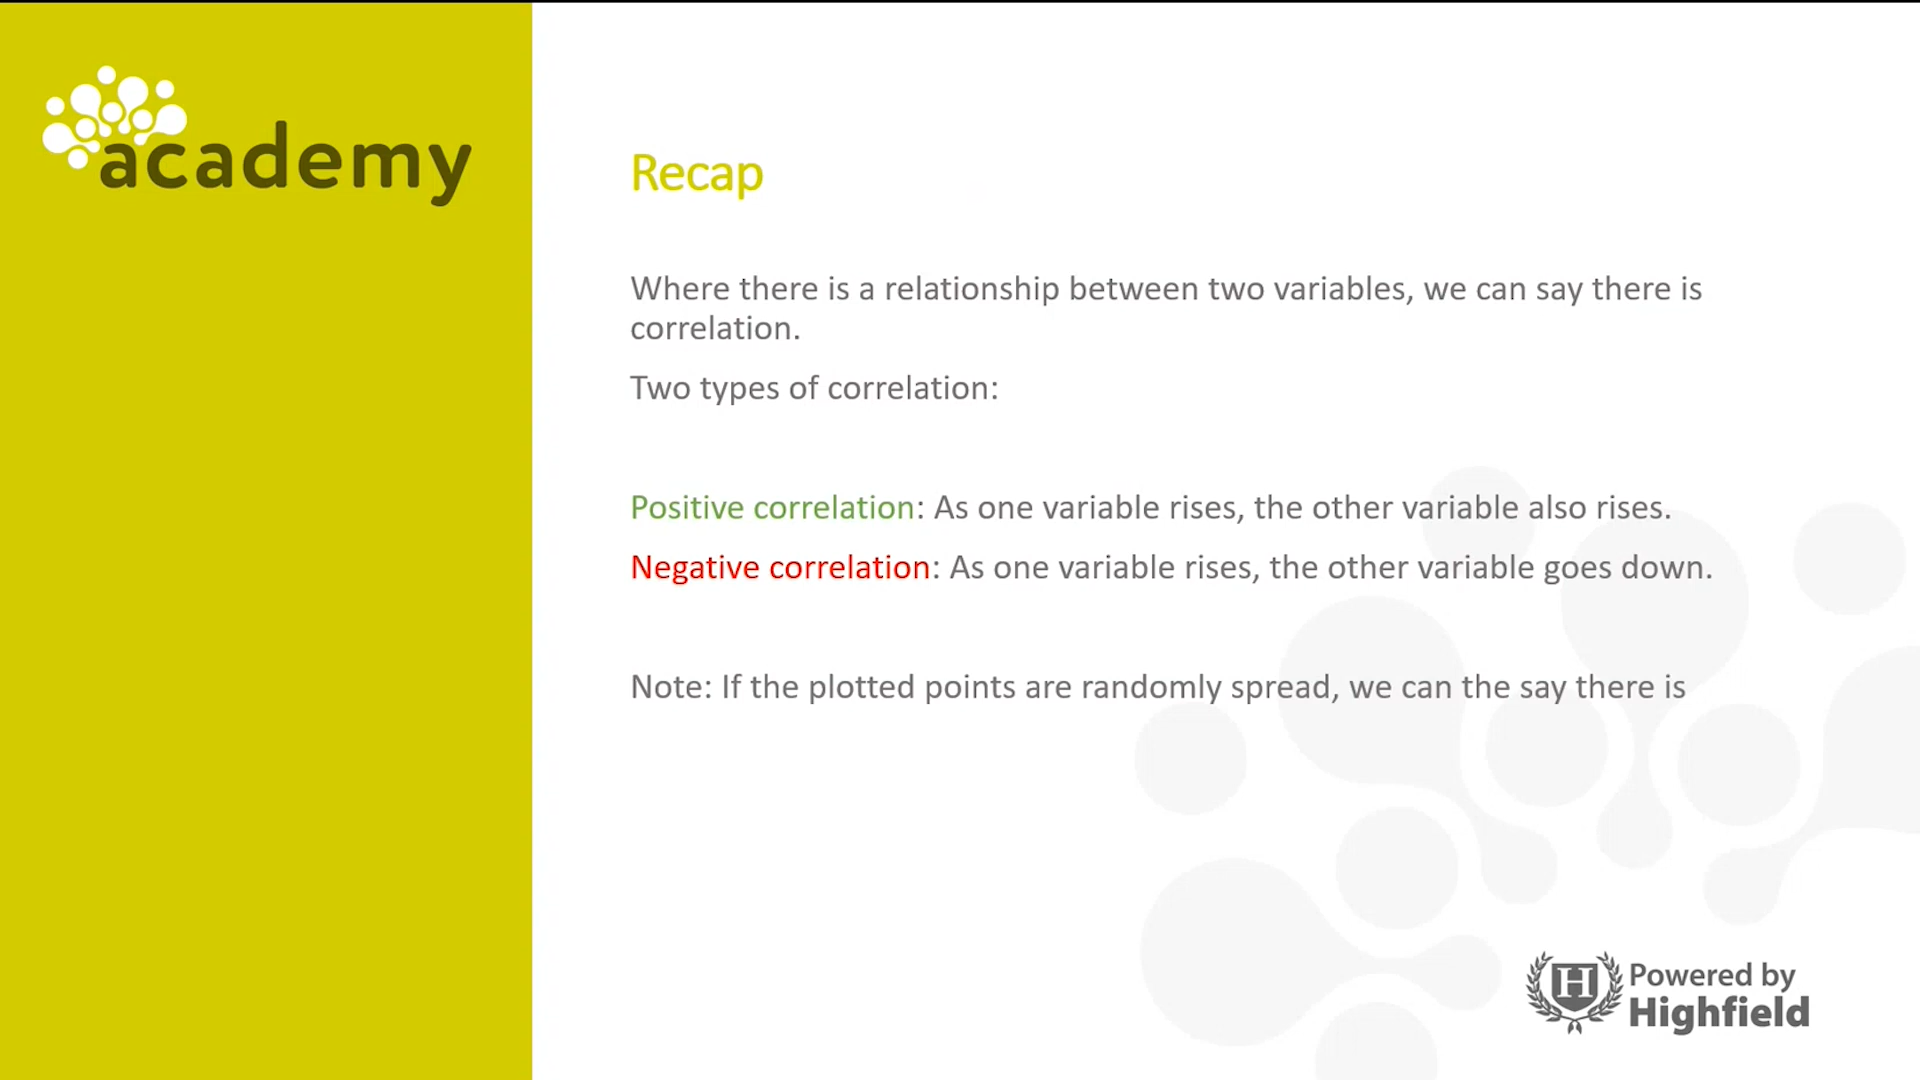 academy
Recap
Where there is a relationship between two variables, we can say there is
correlation.
Two types of correlation:
Positive correlation: As one variable rises, the other variable also rises.
Negative correlation: As one variable rises, the other variable goes down.
Note: If the plotted points are randomly spread, we can the say there is
H
Powered by
Highfield